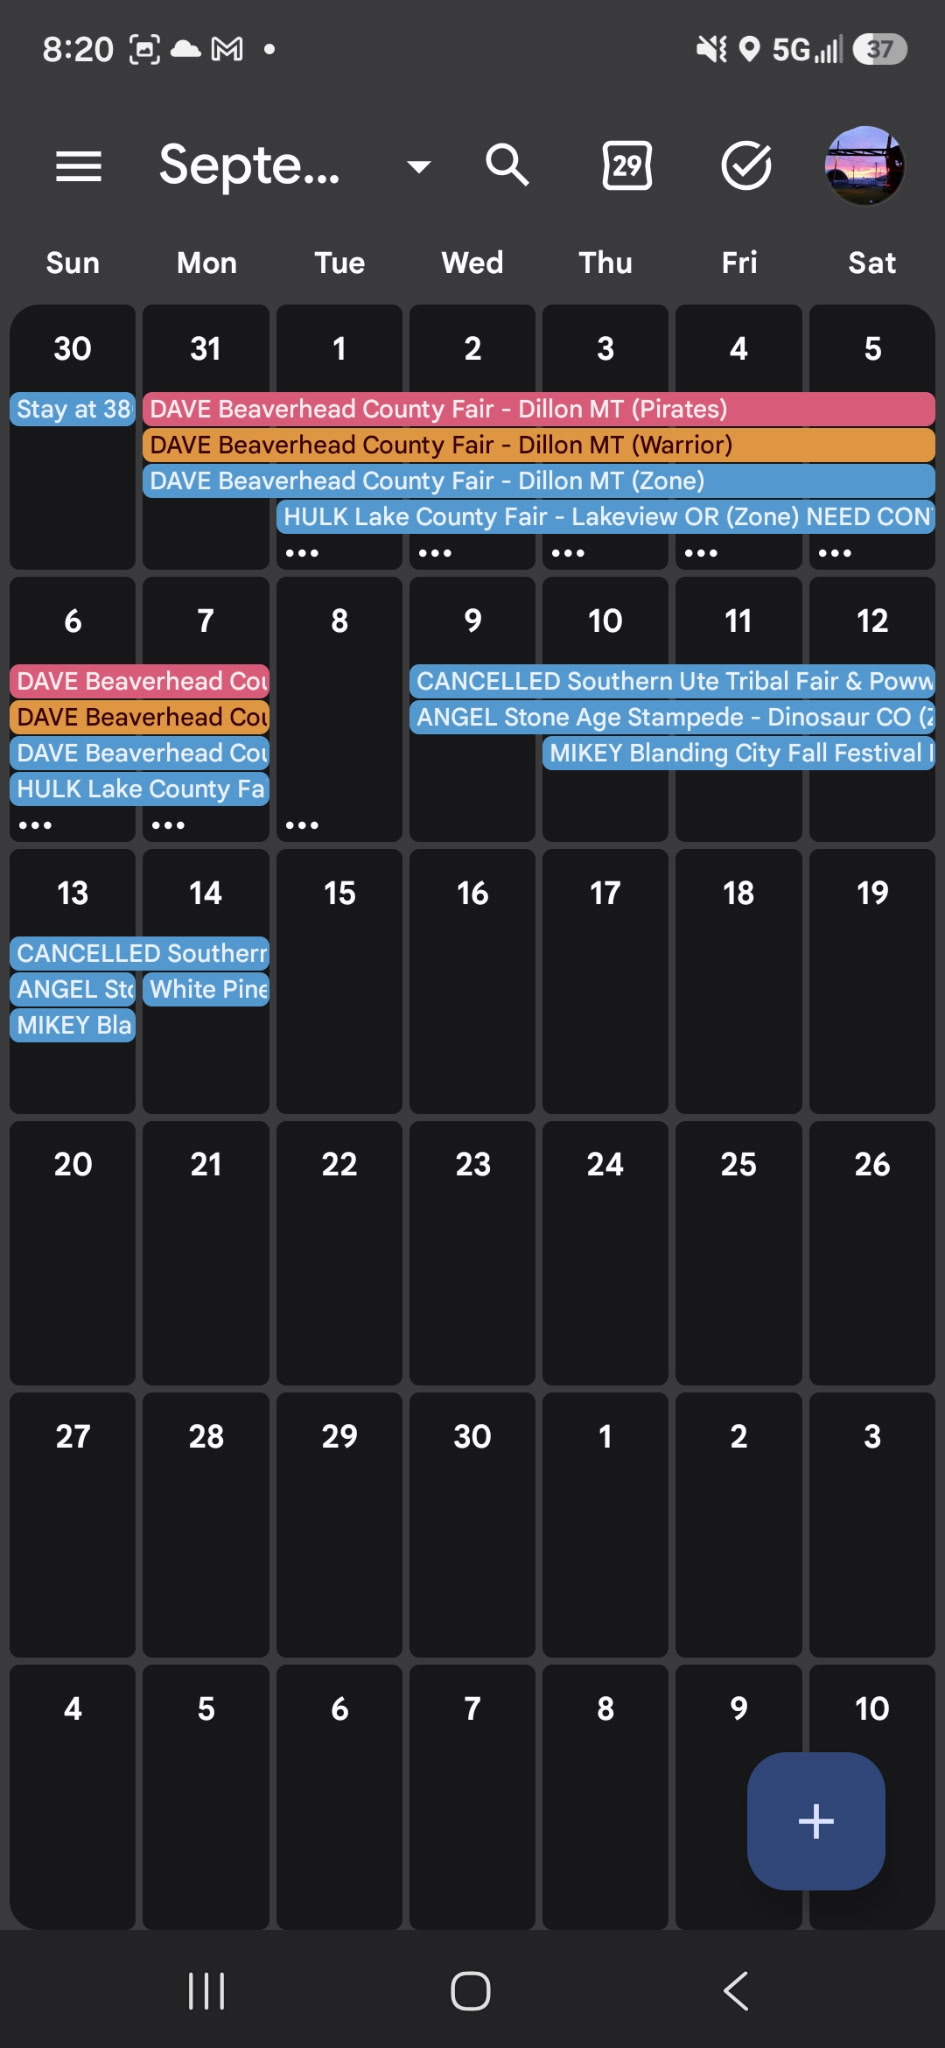 8:20
5G
37
Septe...
29
Sun Mon Tue Wed Thu Fri Sat
30 31 1 2 3 4 5
Stay at 38
DAVE Beaverhead County Fair - Dillon MT (Pirates)
DAVE Beaverhead County Fair - Dillon MT (Warrior)
DAVE Beaverhead County Fair - Dillon MT (Zone)
HULK Lake County Fair - Lakeview OR (Zone) NEED CON
... ... ... ... ...
6 7 8 9 10 11 12
DAVE Beaverhead Cou
CANCELLED Southern Ute Tribal Fair & Poww
DAVE Beaverhead Cou
ANGEL Stone Age Stampede - Dinosaur CO (Z
DAVE Beaverhead Cou
MIKEY Blanding City Fall Festival
HULK Lake County Fa
... ... ...
13 14 15 16 17 18 19
CANCELLED Southern
ANGEL Sto
White Pine
MIKEY Bla
20 21 22 23 24 25 26
27 28 29 30 1 2 3
4 5 6 7 8 9 10
+